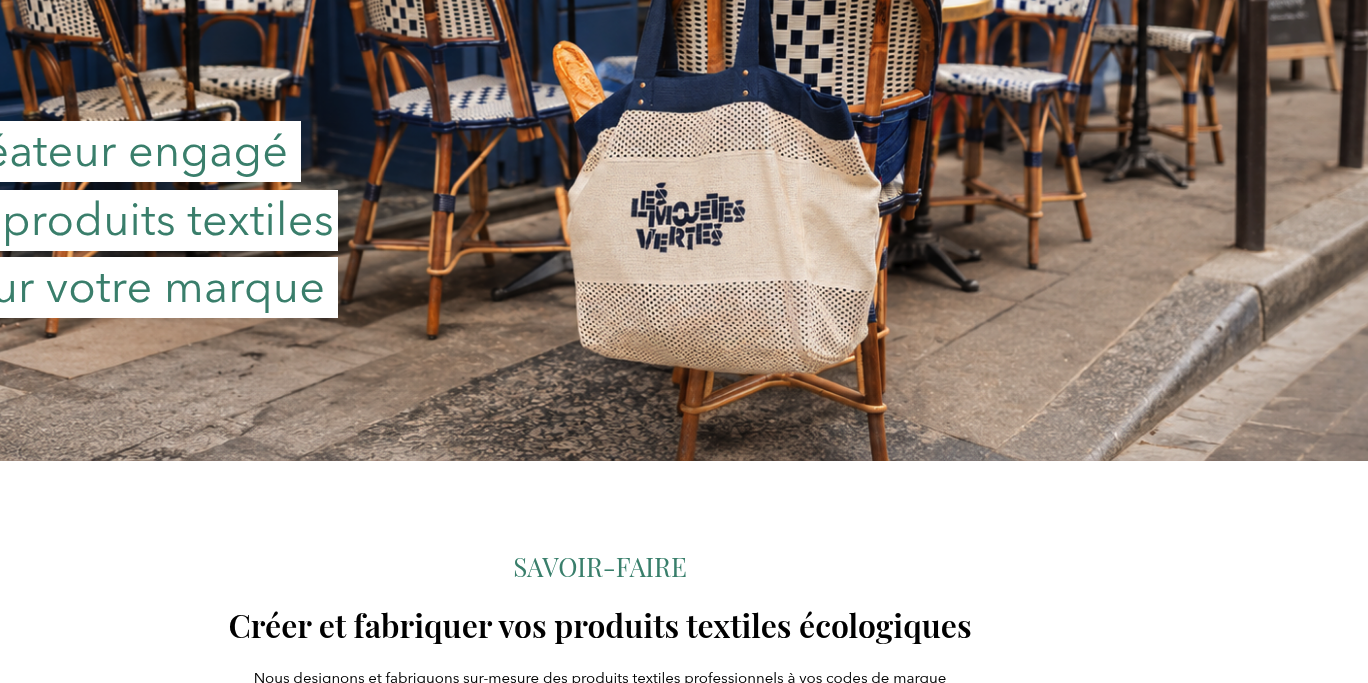 éateur engagé
produits textiles
ur votre marque
LES
MOUETTES
VERTES
SAVOIR-FAIRE
Créer et fabriquer vos produits textiles écologiques
Nous designons et fabriquons sur-mesure des produits textiles professionnels à vos codes de marque